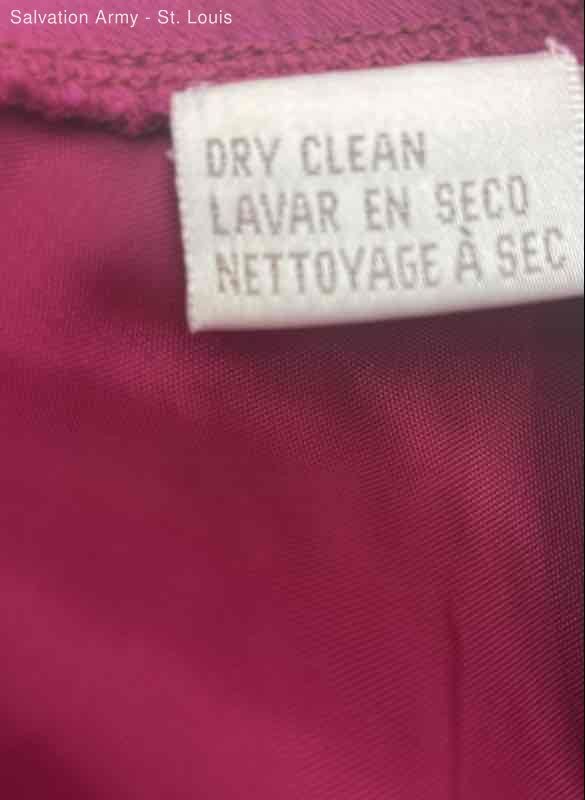 Salvation Army - St. Louis
DRY CLEAN
LAVAR EN SECO
NETTOYAGE À SEC